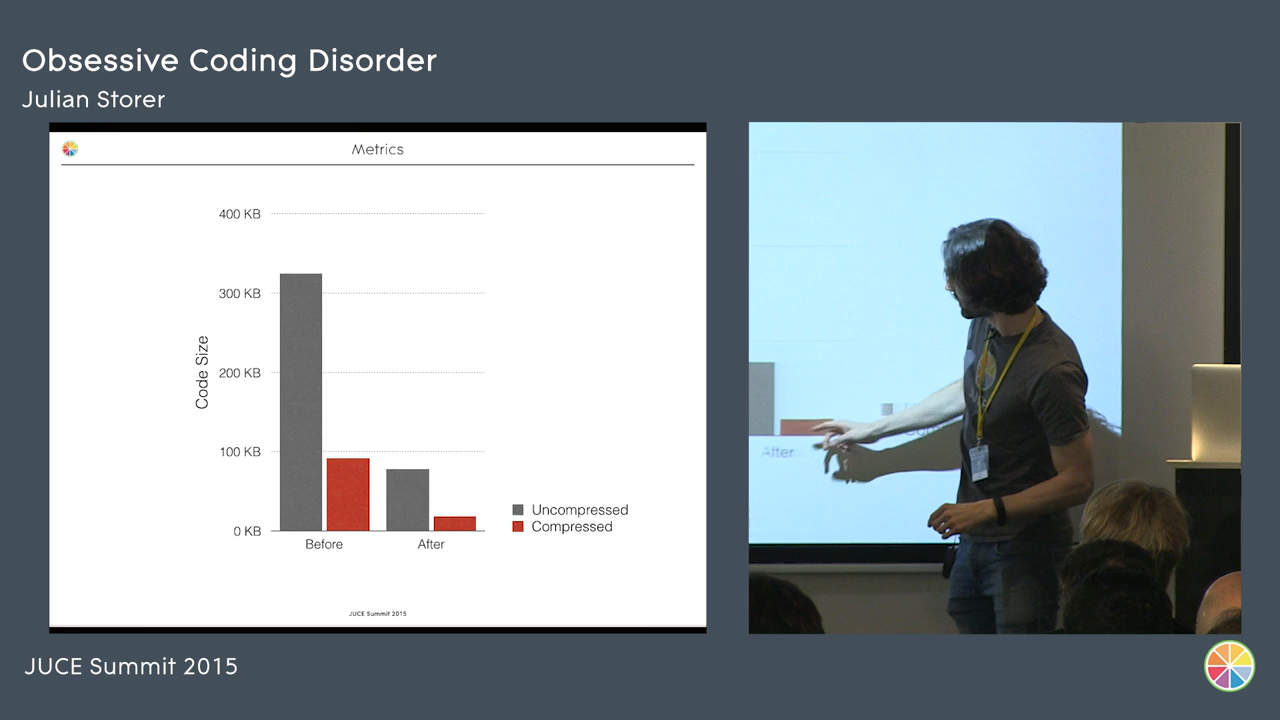 Obsessive Coding Disorder
Julian Storer
Metrics
400 KB
300 KB
200 KB
100 KB
0 KB
Code Size
Before
After
Uncompressed
Compressed
JUCE Summit 2015
After
JUCE Summit 2015